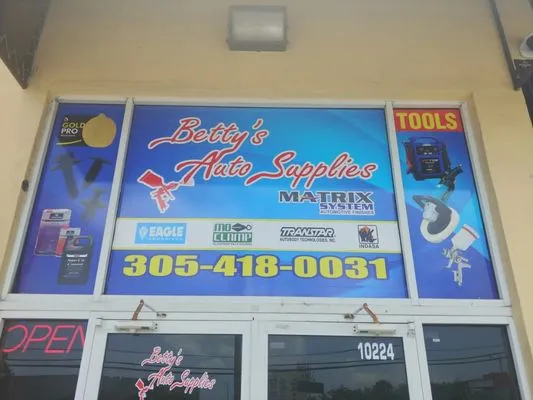 GOLD
PRO
Betty's
Auto Supplies
MATRIX
SYSTEM
AUTOMOTIVE FINISHES
TOOLS
EAGLE
MO
CLAMP
TRANSTAR
AUTOBODY TECHNOLOGIES, INC.
INDASA
305-418-0031
OPEN
Betty's
Auto Supplies
10224